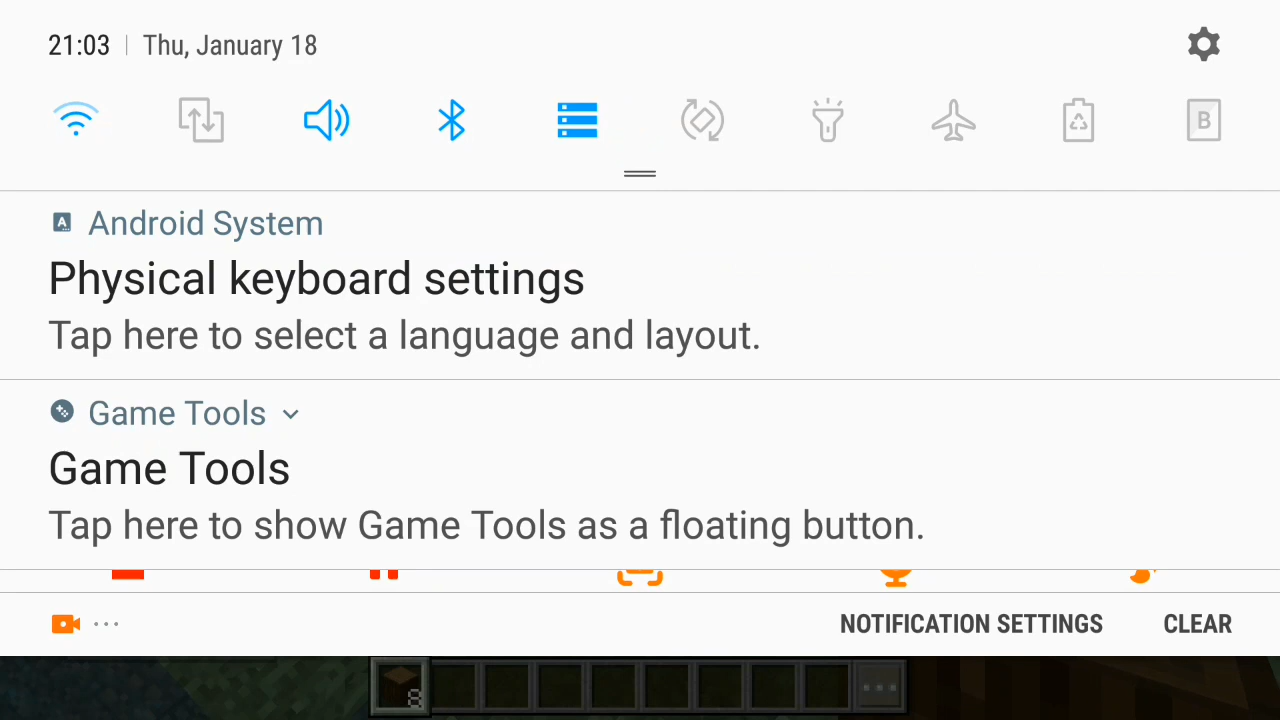 21:03 | Thu, January 18
B
A
Android System
Physical keyboard settings
Tap here to select a language and layout.
Game Tools
Game Tools
Tap here to show Game Tools as a floating button.
...
NOTIFICATION SETTINGS
CLEAR
8